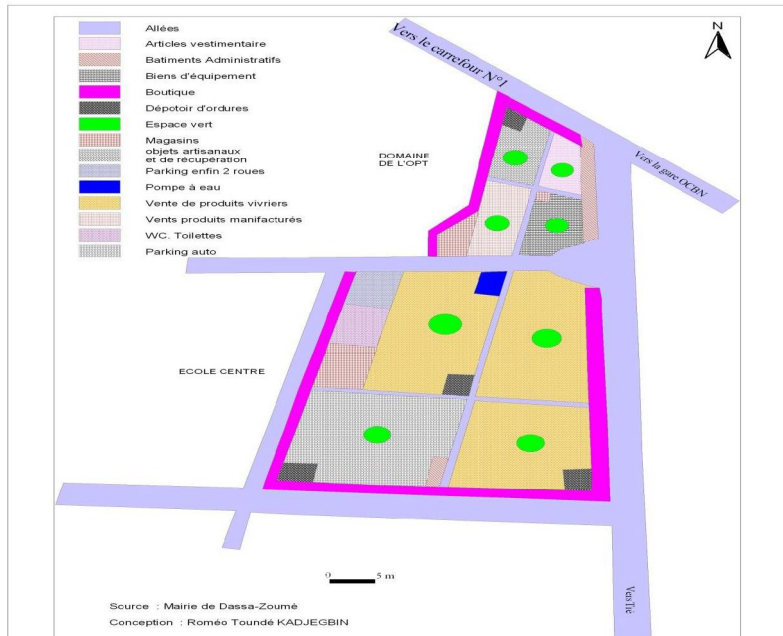 Allées
Articles vestimentaire
Batiments Administratifs
Biens d'équipement
Boutique
Dépotoir d'ordures
Espace vert
Magasins
objets artisanaux
et de récupération
Parking enfin 2 roues
Pompe à eau
Vente de produits vivriers
Vents produits manifacturés
WC. Toilettes
Parking auto
Vers le carrefour N°1
N
DOMAINE
DE L'OPT
Vers la gare OCBN
ECOLE CENTRE
0 5 m
VersTré
Scurce : Mairie de Dassa-Zoumé
Conception : Roméo Toundé KADJEGBIN